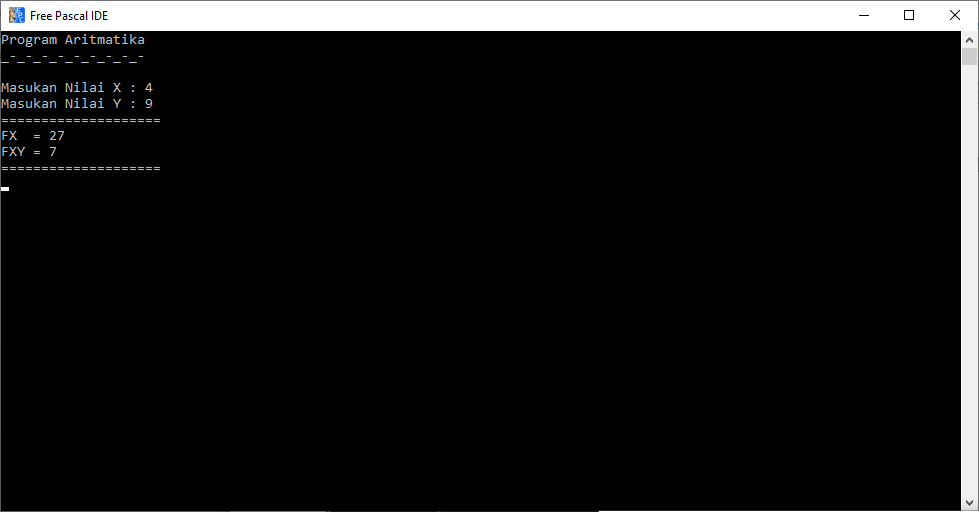 Free Pascal IDE
Program Aritmatika
_-_-_-_-_-_-_-_-_-
Masukan Nilai X : 4
Masukan Nilai Y : 9
====================
FX  = 27
FXY = 7
====================